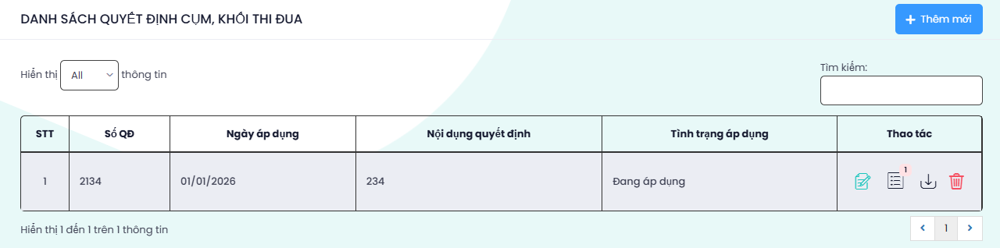 DANH SÁCH QUYẾT ĐỊNH CỤM, KHỐI THI ĐUA
Thêm mới
Hiển thị All thông tin
Tìm kiếm:
STT Số QĐ Ngày áp dụng Nội dụng quyết định Tình trạng áp dụng Thao tác
1 2134 01/01/2026 234 Đang áp dụng 1
Hiển thị 1 đến 1 trên 1 thông tin
1